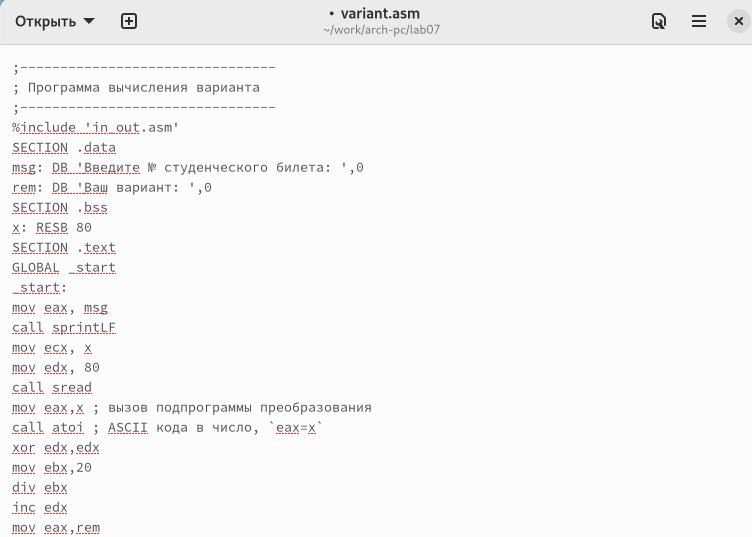 Открыть
• variant.asm
~/work/arch-pc/lab07
;--------------------------------
; Программа вычисления варианта
;--------------------------------
%include 'in_out.asm'
SECTION .data
msg: DB 'Введите № студенческого билета: ',0
rem: DB 'Ваш вариант: ',0
SECTION .bss
x: RESB 80
SECTION .text
GLOBAL _start
_start:
mov eax, msg
call sprintLF
mov ecx, x
mov edx, 80
call sread
mov eax,x ; вызов подпрограммы преобразования
call atoi ; ASCII кода в число, `eax=x`
xor edx,edx
mov ebx,20
div ebx
inc edx
mov eax,rem